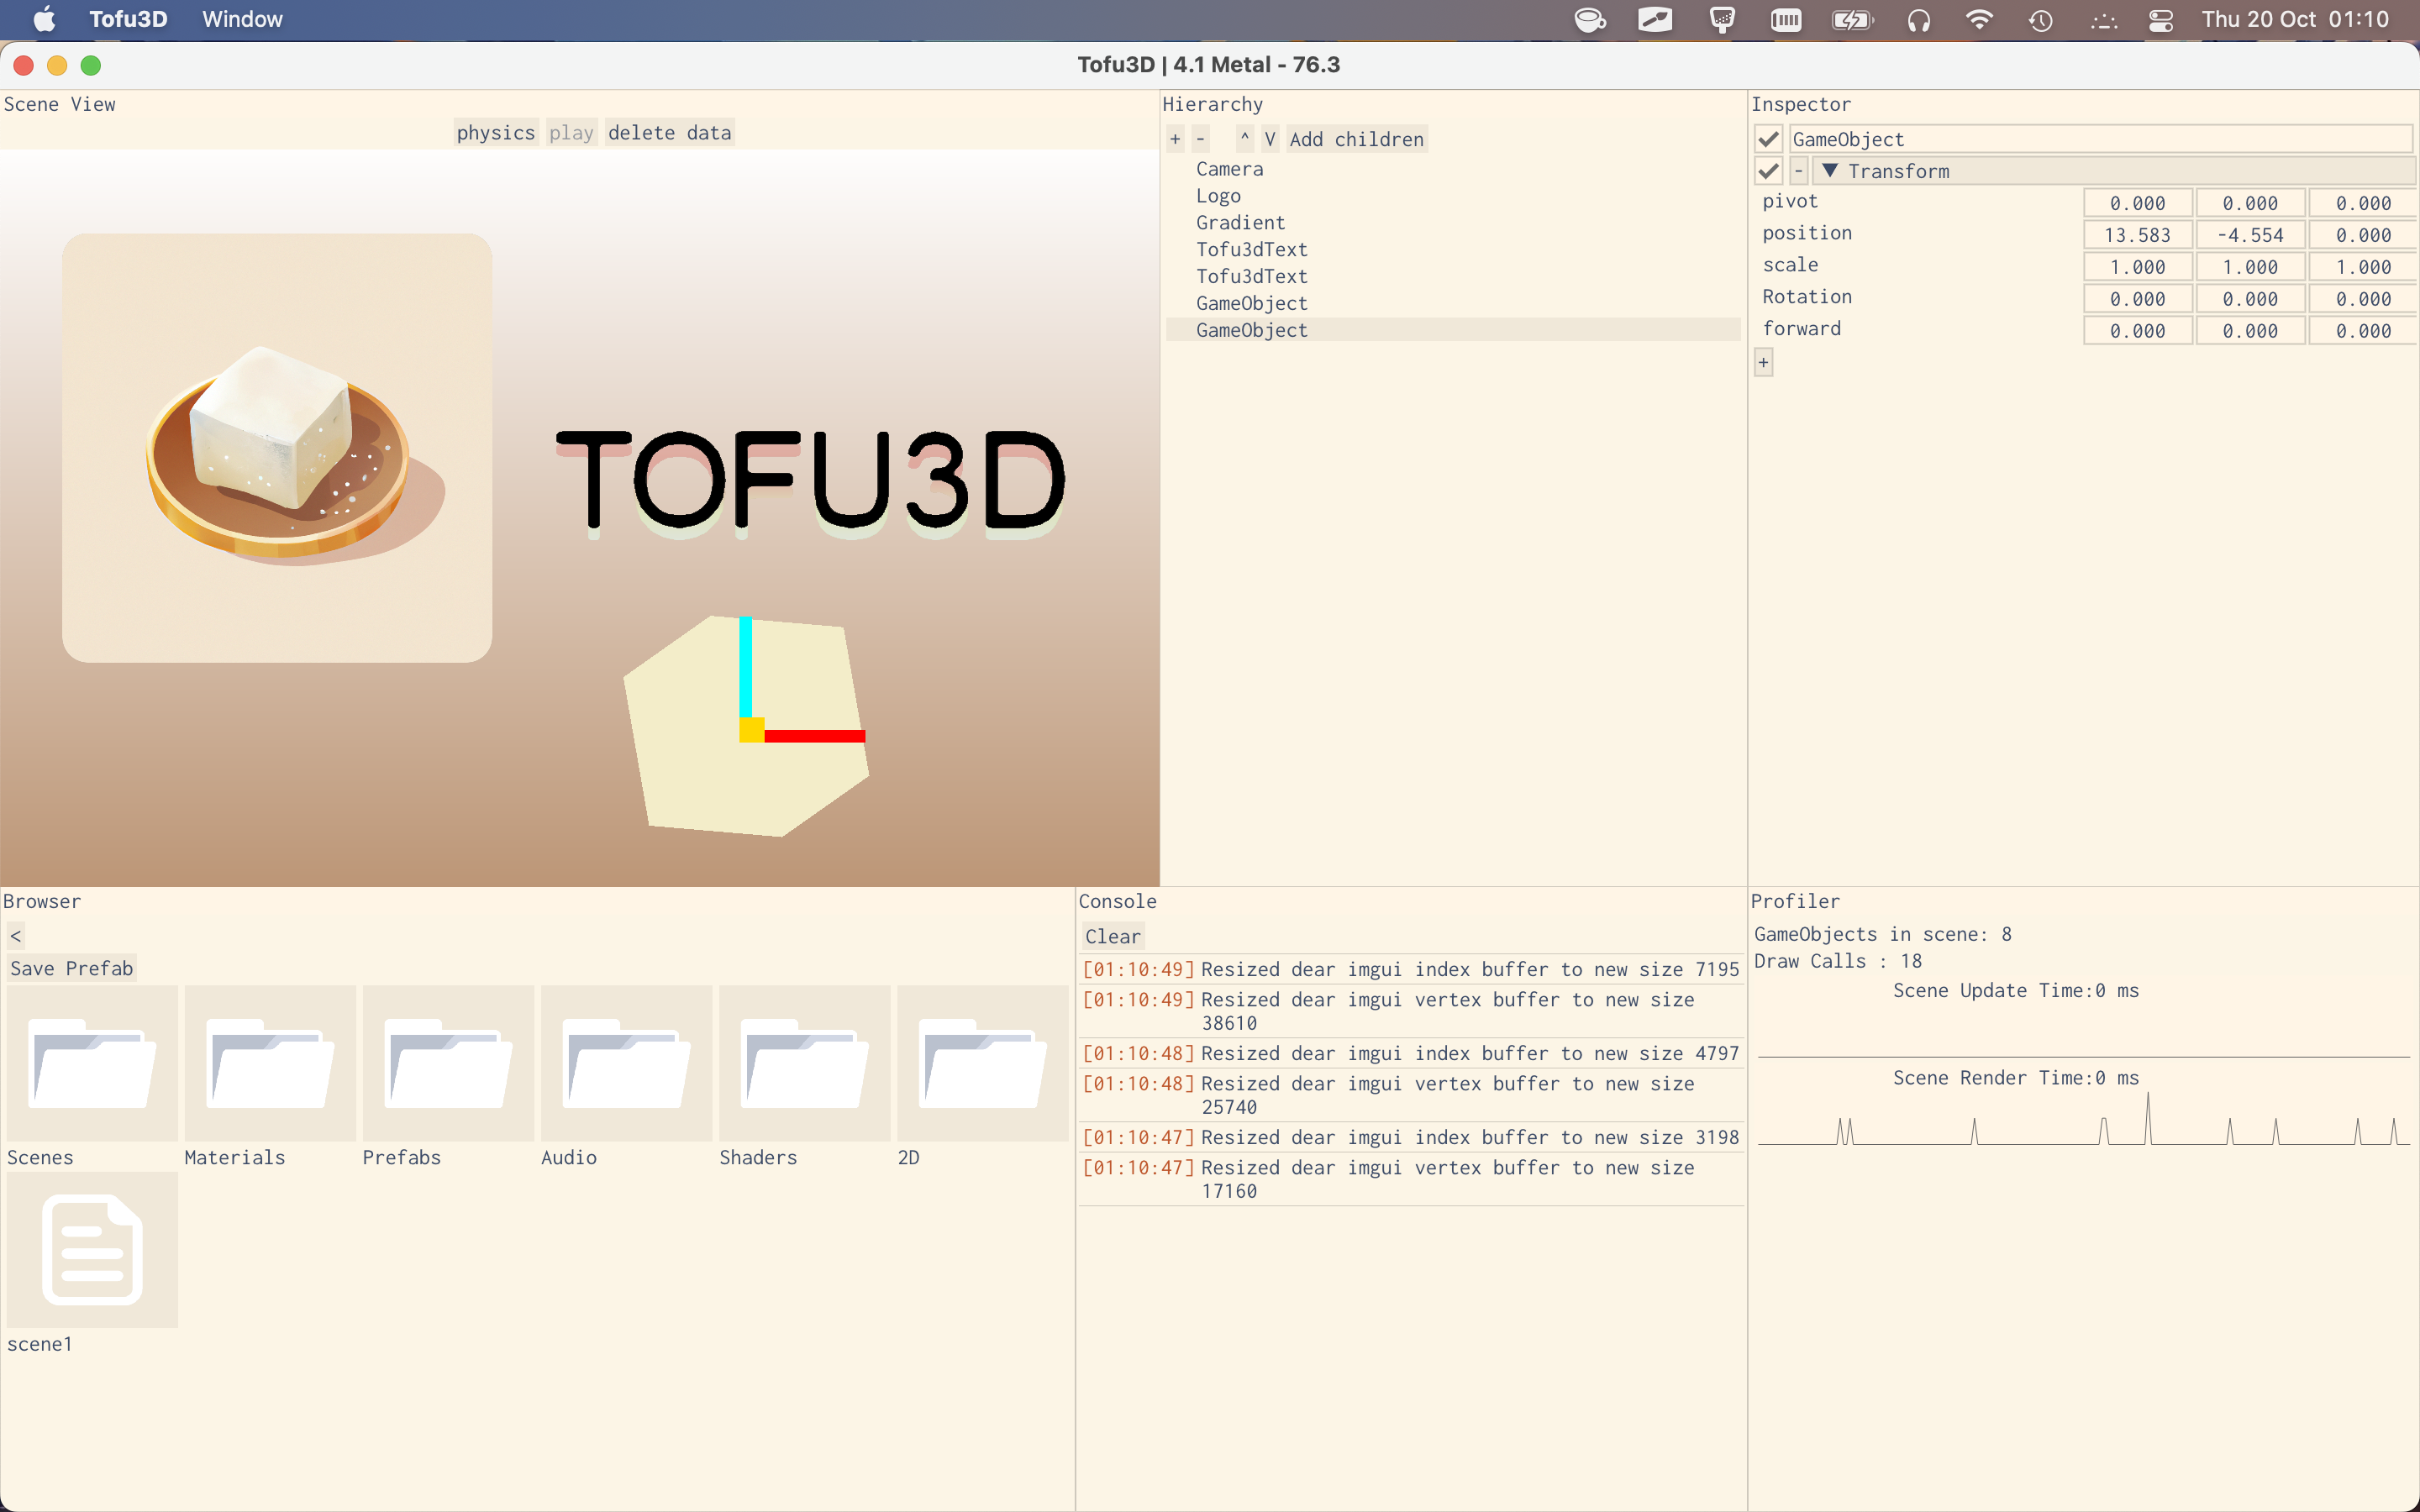 Tofu3D Window Thu 20 Oct 01:10
Tofu3D | 4.1 Metal - 76.3
Scene View
physics play delete data
TOFU3D
Hierarchy
+ - ^ V Add children
Camera
Logo
Gradient
Tofu3dText
Tofu3dText
GameObject
GameObject
Inspector
GameObject
- ▼ Transform
pivot 0.000 0.000 0.000
position 13.583 -4.554 0.000
scale 1.000 1.000 1.000
Rotation 0.000 0.000 0.000
forward 0.000 0.000 0.000
+
Browser
<
Save Prefab
Scenes Materials Prefabs Audio Shaders 2D
scene1
Console
Clear
[01:10:49] Resized dear imgui index buffer to new size 7195
[01:10:49] Resized dear imgui vertex buffer to new size
38610
[01:10:48] Resized dear imgui index buffer to new size 4797
[01:10:48] Resized dear imgui vertex buffer to new size
25740
[01:10:47] Resized dear imgui index buffer to new size 3198
[01:10:47] Resized dear imgui vertex buffer to new size
17160
Profiler
GameObjects in scene: 8
Draw Calls : 18
Scene Update Time:0 ms
Scene Render Time:0 ms